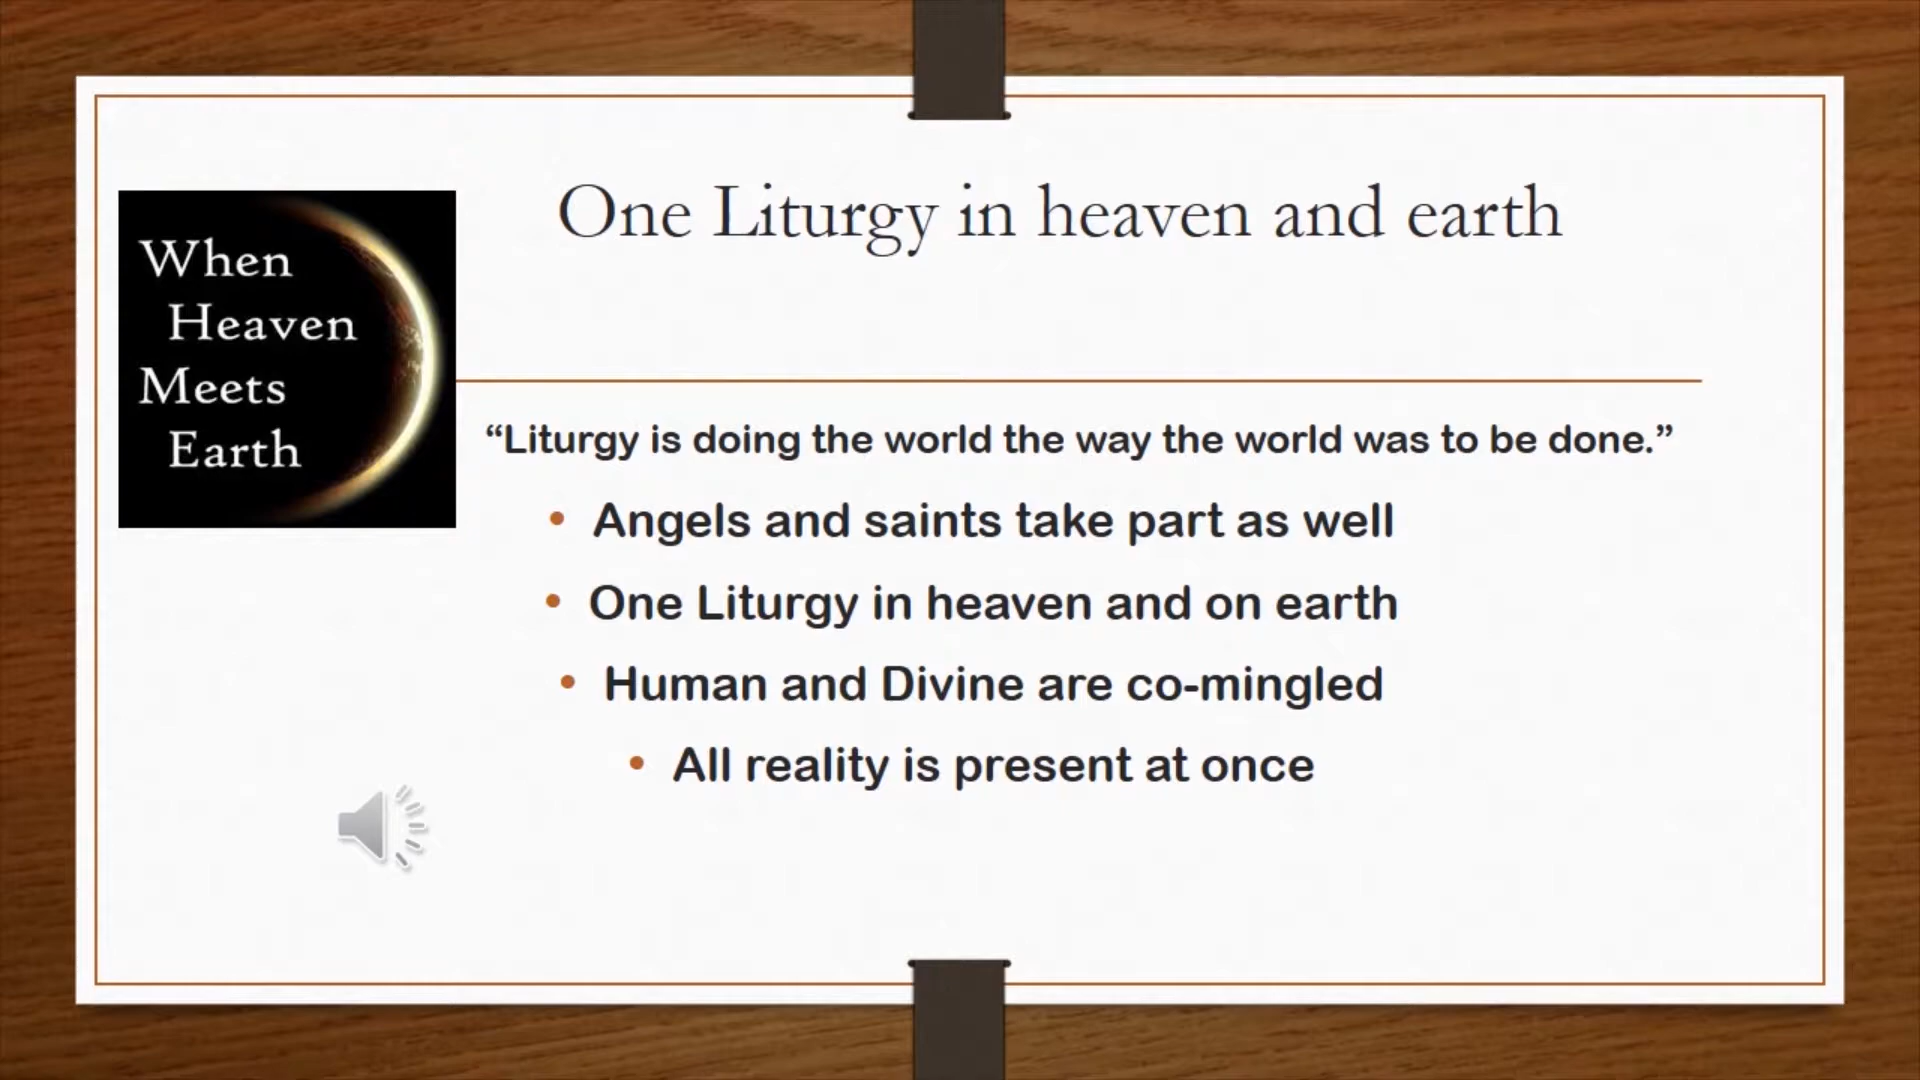 One Liturgy in heaven and earth
When
Heaven
Meets
Earth
“Liturgy is doing the world the way the world was to be done.”
• Angels and saints take part as well
• One Liturgy in heaven and on earth
• Human and Divine are co-mingled
• All reality is present at once